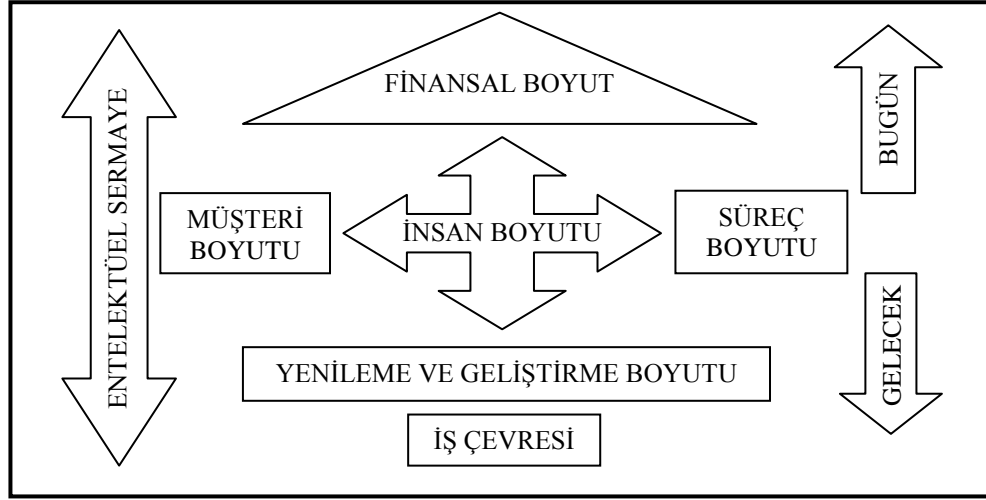 FİNANSAL BOYUT
ENTELEKTÜEL SERMAYE
BUGÜN
MÜŞTERİ
BOYUTU
İNSAN BOYUTU
SÜREÇ
BOYUTU
GELECEK
YENİLEME VE GELİŞTİRME BOYUTU
İŞ ÇEVRESİ